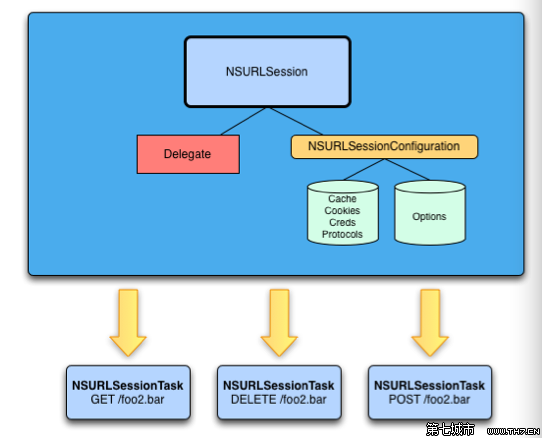 NSURLSession
Delegate
NSURLSessionConfiguration
Cache
Cookies
Creds
Protocols
Options
NSURLSessionTask
GET /foo2.bar
NSURLSessionTask
DELETE /foo2.bar
NSURLSessionTask
POST /foo2.bar
第七城市 WWW.TH7.CN